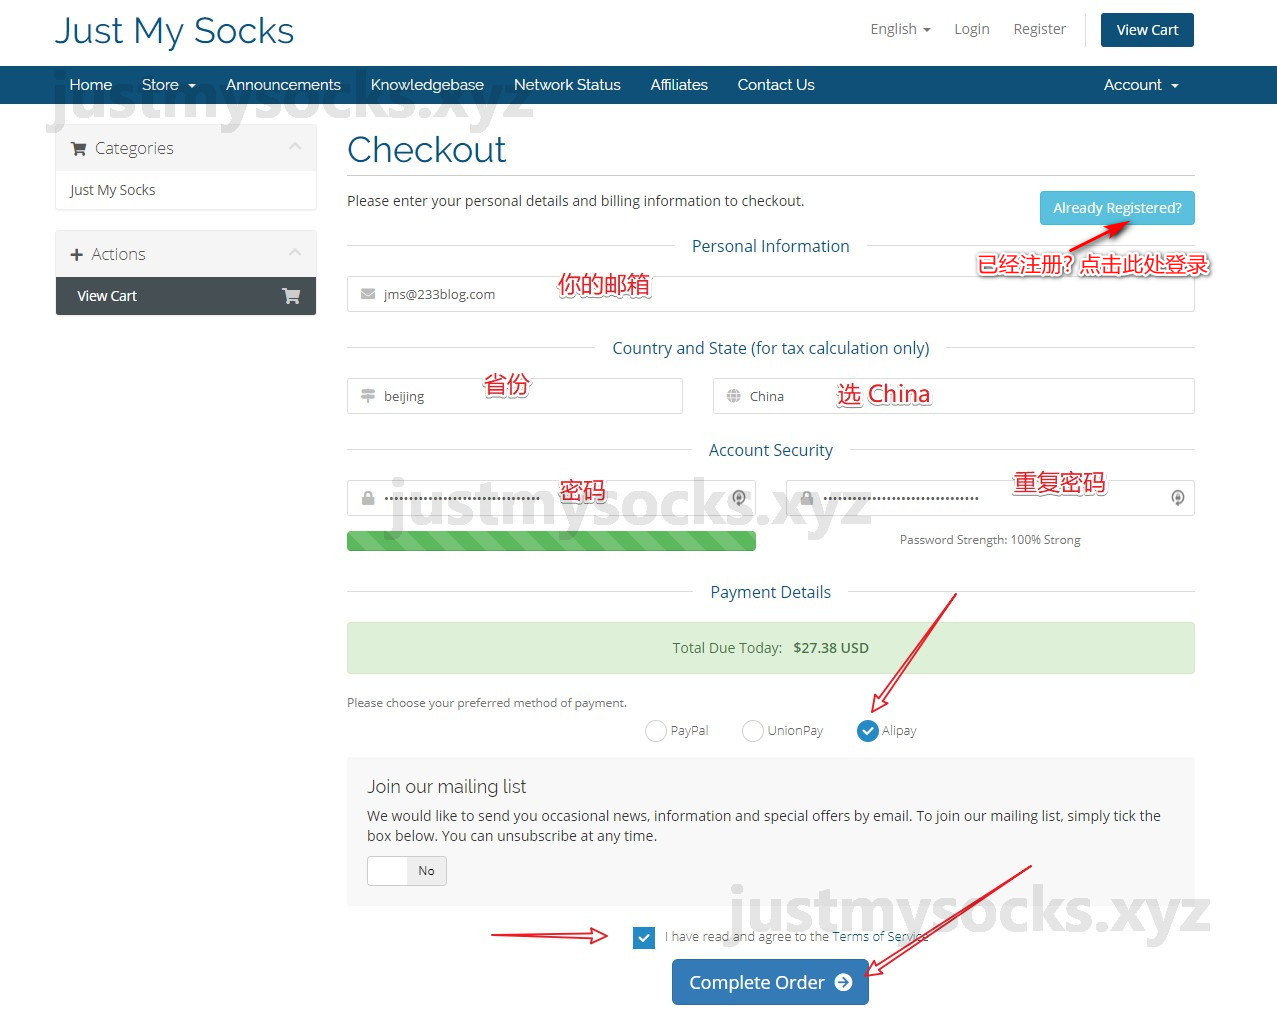 Just My Socks
English
Login
Register
View Cart
Home
Store
Announcements
Knowledgebase
Network Status
Affiliates
Contact Us
Account
justmysocks.xyz
Categories
Just My Socks
Actions
View Cart
Checkout
Please enter your personal details and billing information to checkout.
Already Registered?
已经注册？点击此处登录
Personal Information
jms@233blog.com
你的邮箱
Country and State (for tax calculation only)
beijing
省份
China
选 China
Account Security
密码
重复密码
justmysocks.xyz
Password Strength: 100% Strong
Payment Details
Total Due Today: $27.38 USD
Please choose your preferred method of payment.
PayPal
UnionPay
Alipay
Join our mailing list
We would like to send you occasional news, information and special offers by email. To join our mailing list, simply tick the
box below. You can unsubscribe at any time.
No
justmysocks.xyz
I have read and agree to the Terms of Service
Complete Order